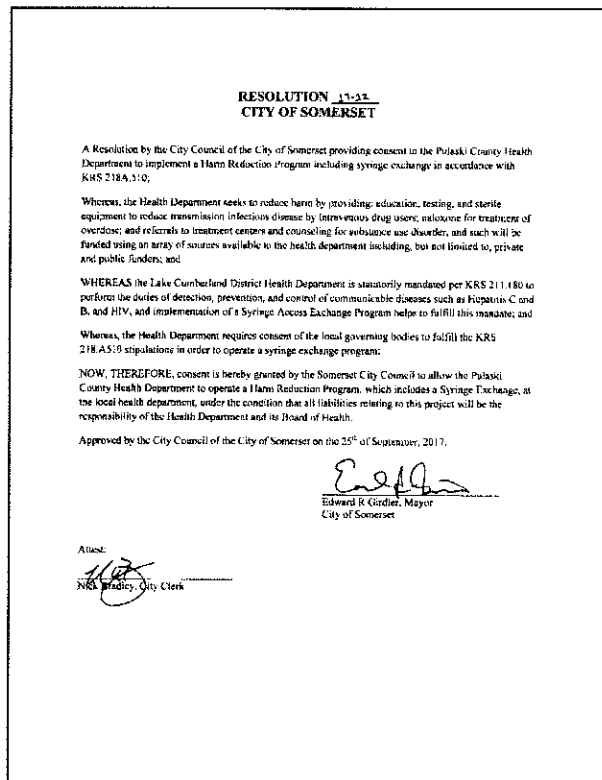 RESOLUTION 17-22
CITY OF SOMERSET
A Resolution by the City Council of the City of Somerset providing consent to the Pulaski County Health
Department to implement a Harm Reduction Program including syringe exchange in accordance with
KRS 218A.510;
Whereas, the Health Department seeks to reduce harm by providing: education, testing, and sterile
equipment to reduce transmission infectious disease by intravenous drug users; naloxone for treatment of
overdose; and referrals to treatment centers and counseling for substance use disorder, and such will be
funded using an array of sources available to the health department including, but not limited to, private
and public funders; and
WHEREAS the Lake Cumberland District Health Department is statutorily mandated per KRS 211.180 to
perform the duties of detection, prevention, and control of communicable diseases such as Hepatitis C and
B, and HIV, and implementation of a Syringe Access Exchange Program helps to fulfill this mandate; and
Whereas, the Health Department requires consent of the local governing bodies to fulfill the KRS
218.A510 stipulations in order to operate a syringe exchange program;
NOW, THEREFORE, consent is hereby granted by the Somerset City Council to allow the Pulaski
County Health Department to operate a Harm Reduction Program, which includes a Syringe Exchange, at
the local health department, under the condition that all liabilities relating to this project will be the
responsibility of the Health Department and its Board of Health.
Approved by the City Council of the City of Somerset on the 25th of September, 2017.
Edward R Girdler, Mayor
City of Somerset
Attest:
Nick Bradley, City Clerk